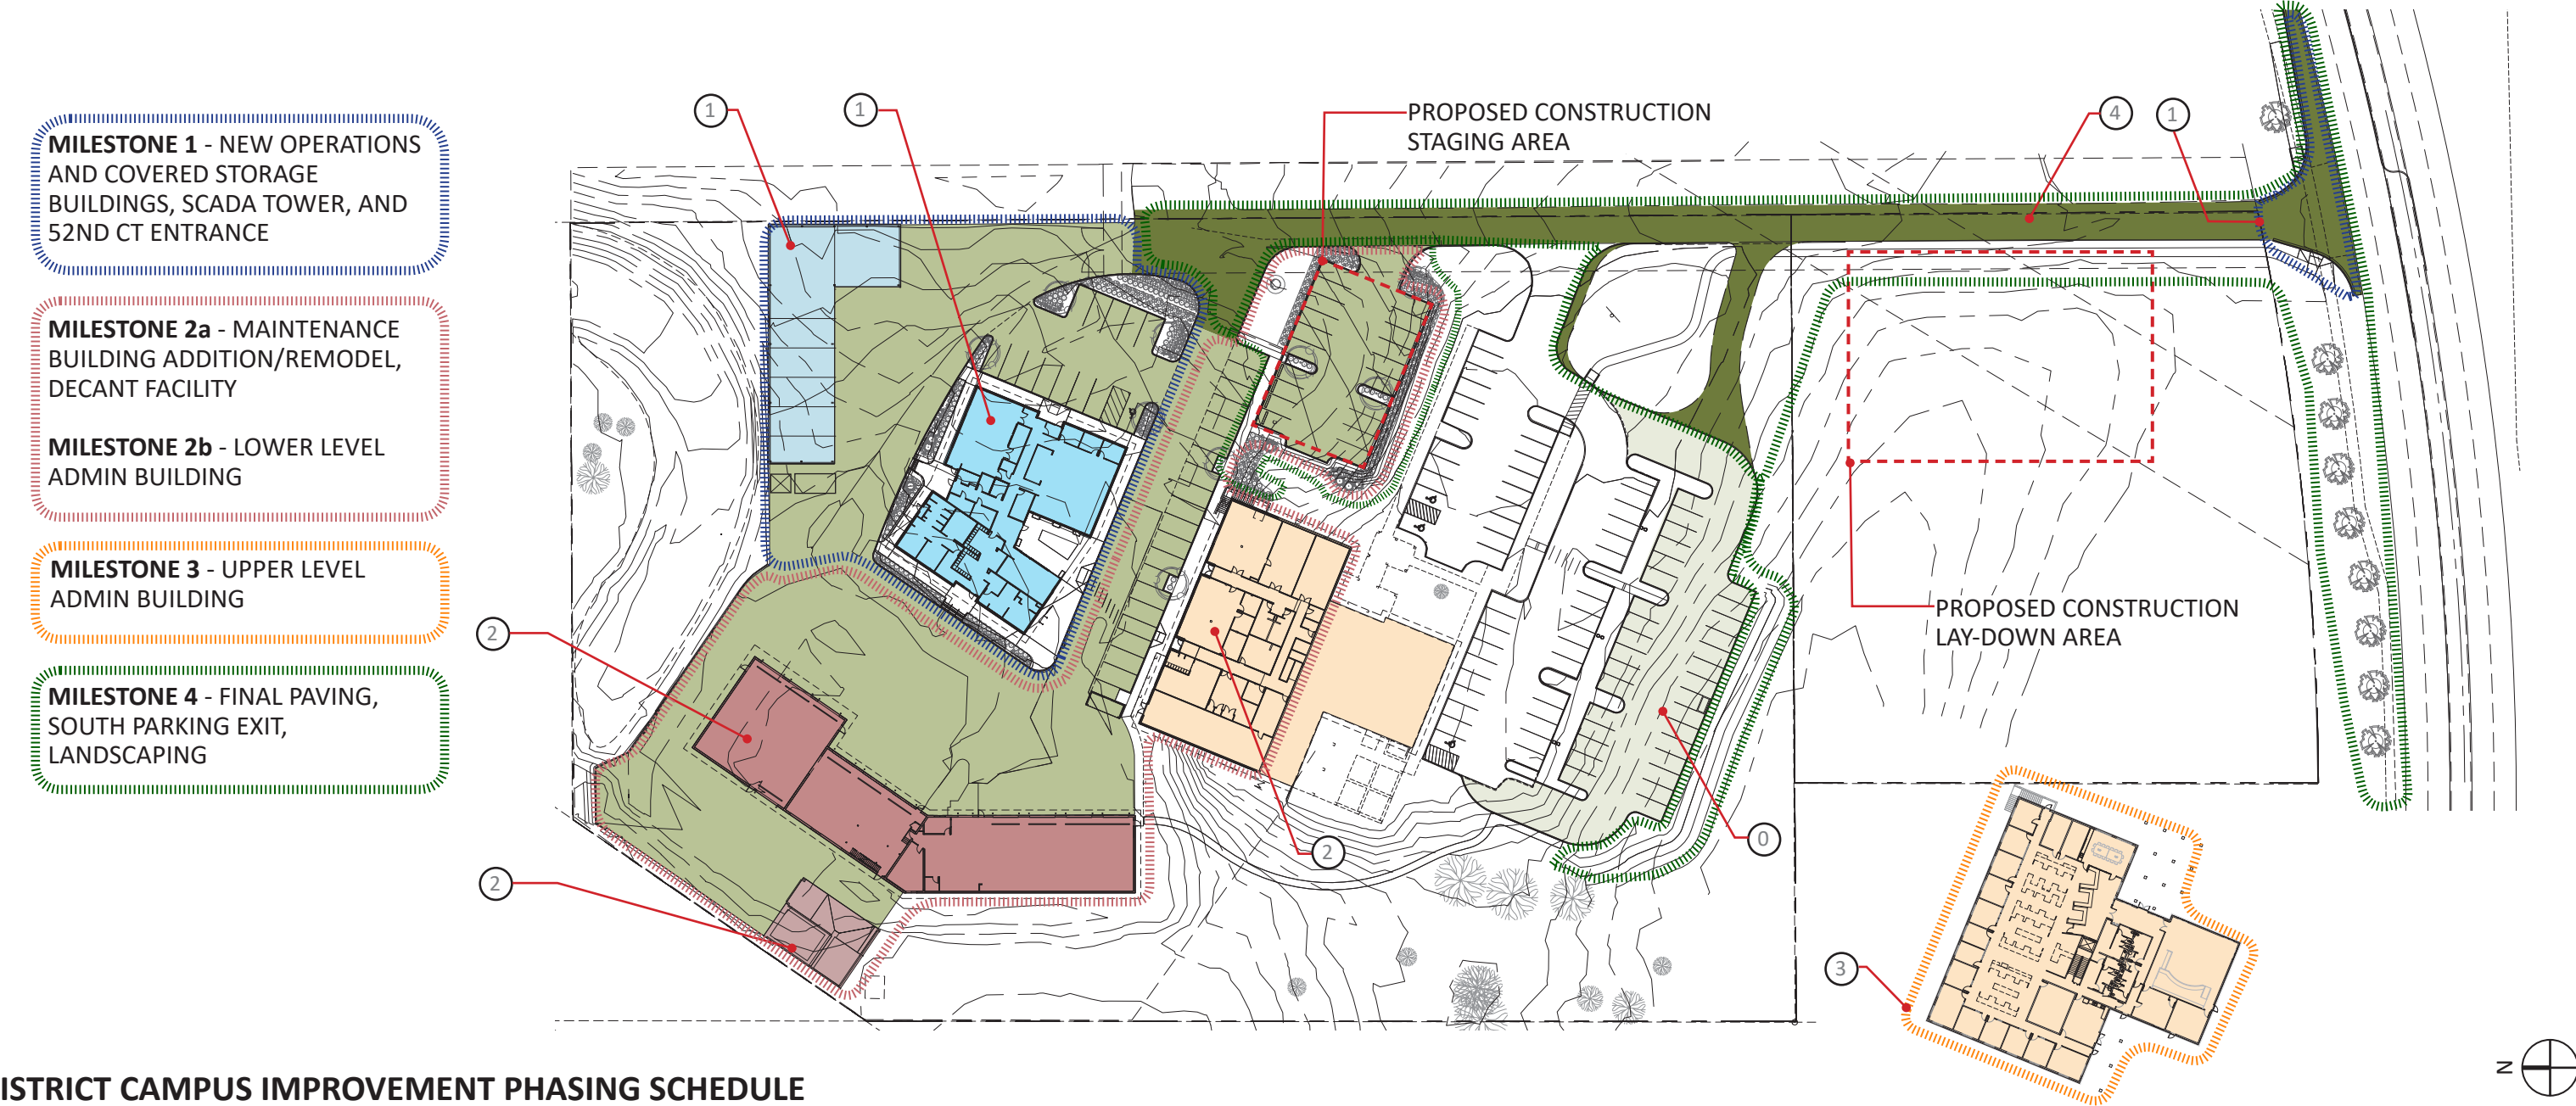 MILESTONE 1 - NEW OPERATIONS
AND COVERED STORAGE
BUILDINGS, SCADA TOWER, AND
52ND CT ENTRANCE
MILESTONE 2a - MAINTENANCE
BUILDING ADDITION/REMODEL,
DECANT FACILITY
MILESTONE 2b - LOWER LEVEL
ADMIN BUILDING
MILESTONE 3 - UPPER LEVEL
ADMIN BUILDING
MILESTONE 4 - FINAL PAVING,
SOUTH PARKING EXIT,
LANDSCAPING
1
1
PROPOSED CONSTRUCTION
STAGING AREA
4
1
2
PROPOSED CONSTRUCTION
LAY-DOWN AREA
2
0
2
3
N
ISTRICT CAMPUS IMPROVEMENT PHASING SCHEDULE